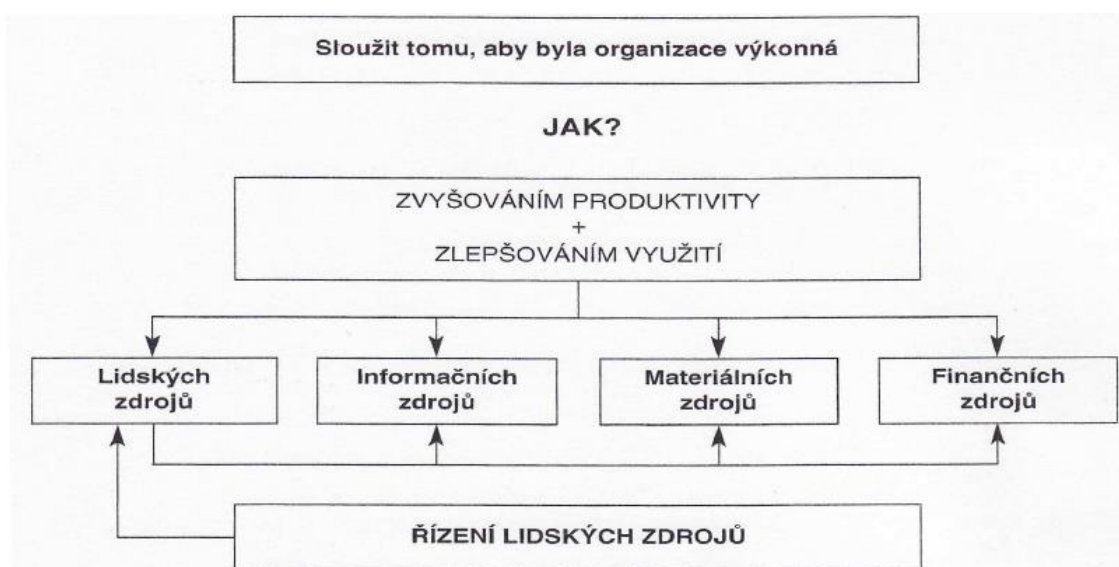 Sloužit tomu, aby byla organizace výkonná
JAK?
ZVYŠOVÁNÍM PRODUKTIVITY
+
ZLEPŠOVÁNÍM VYUŽITÍ
Lidských
zdrojů
Informačních
zdrojů
Materiálních
zdrojů
Finančních
zdrojů
ŘÍZENÍ LIDSKÝCH ZDROJŮ